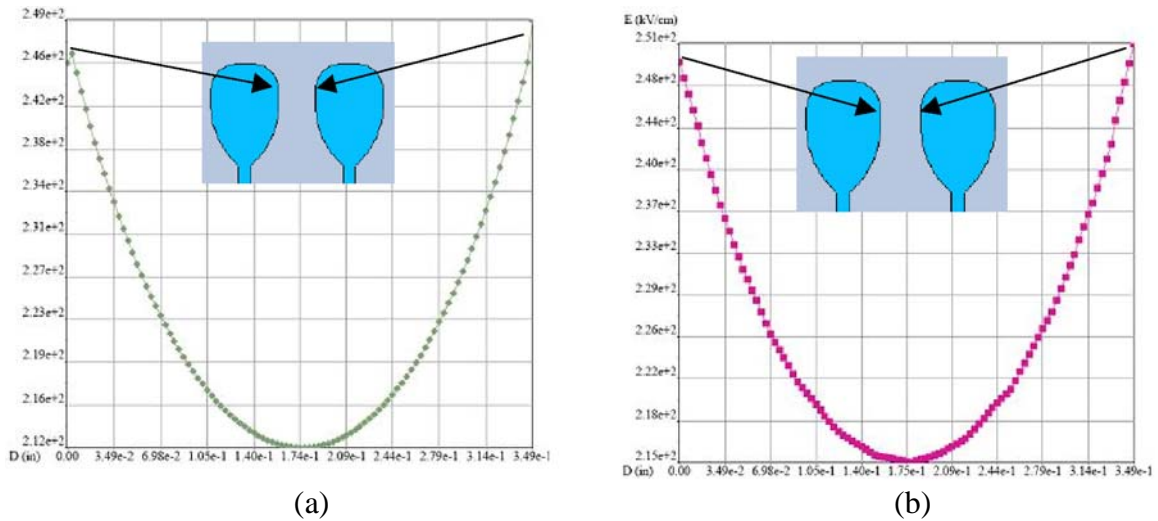 2.49e+2
2.46e+2
2.42e+2
2.38e+2
2.34e+2
2.31e+2
2.27e+2
2.23e+2
2.19e+2
2.16e+2
2.12e+2
D (in) 0.00 3.49e-2 6.98e-2 1.05e-1 1.40e-1 1.74e-1 2.09e-1 2.44e-1 2.79e-1 3.14e-1 3.49e-1
(a)
E (kV/cm)
2.51e+2
2.48e+2
2.44e+2
2.40e+2
2.37e+2
2.33e+2
2.29e+2
2.26e+2
2.22e+2
2.18e+2
2.15e+2
D (in) 0.00 3.49e-2 6.98e-2 1.05e-1 1.40e-1 1.75e-1 2.09e-1 2.44e-1 2.79e-1 3.14e-1 3.49e-1
(b)